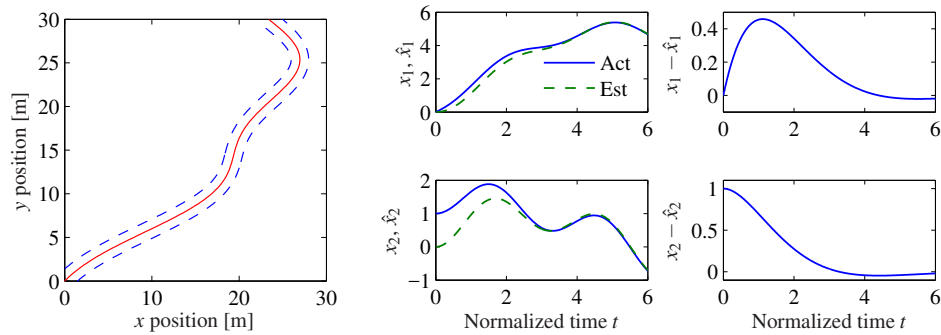 30
25
20
15
10
5
0
y position [m]
0 10 20 30
x position [m]
6
4
2
0
x₁, x̂₁
Act
Est
0 2 4 6
0.4
0.2
0
x₁ − x̂₁
0 2 4 6
2
1
0
−1
x₂, x̂₂
0 2 4 6
Normalized time t
1
0.5
0
x₂ − x̂₂
0 2 4 6
Normalized time t